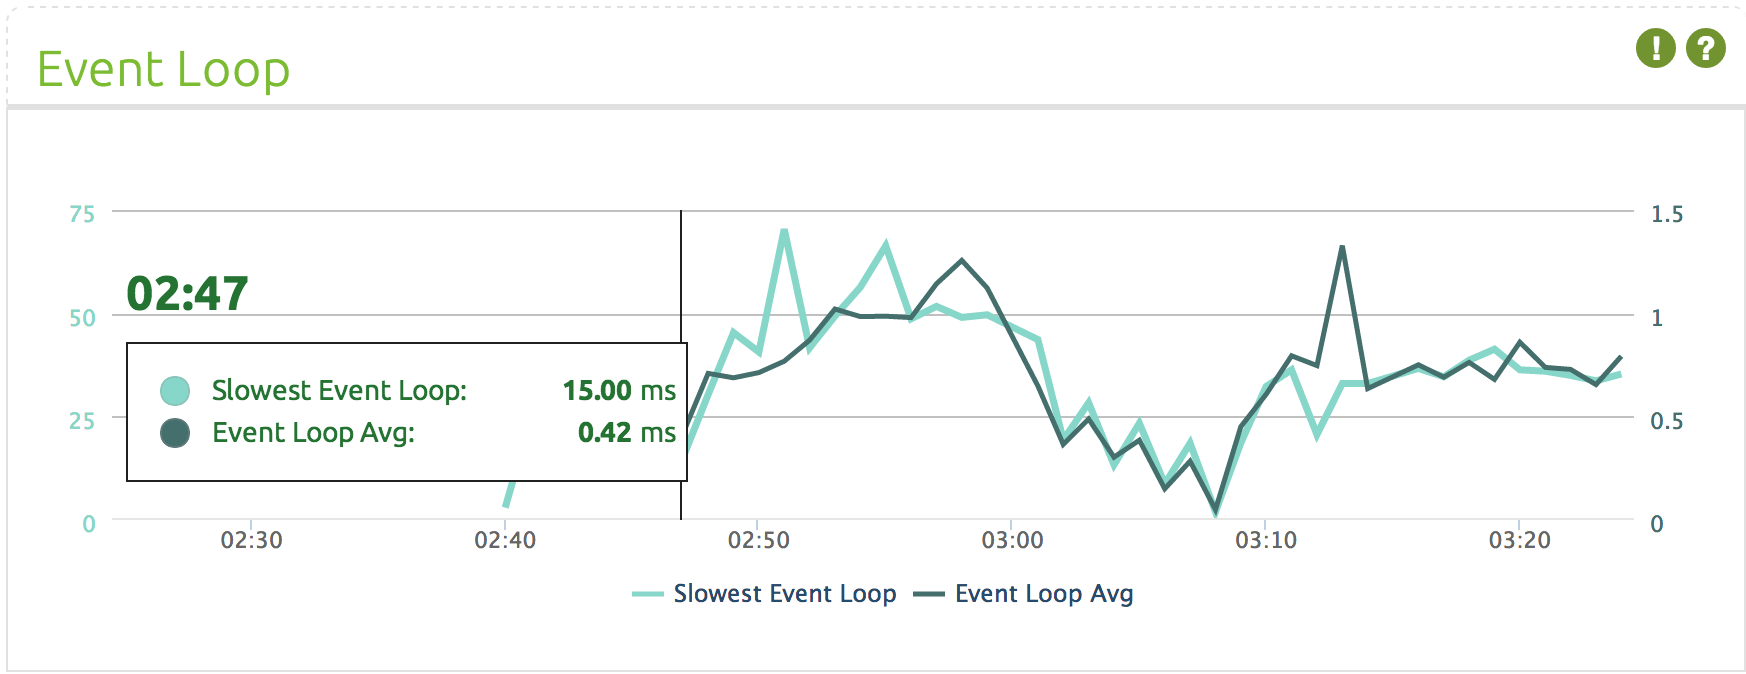 Event Loop
! ?
75 1.5
02:47
50 1
Slowest Event Loop: 15.00 ms
25 0.5
Event Loop Avg: 0.42 ms
0 0
02:30 02:40 02:50 03:00 03:10 03:20
Slowest Event Loop Event Loop Avg